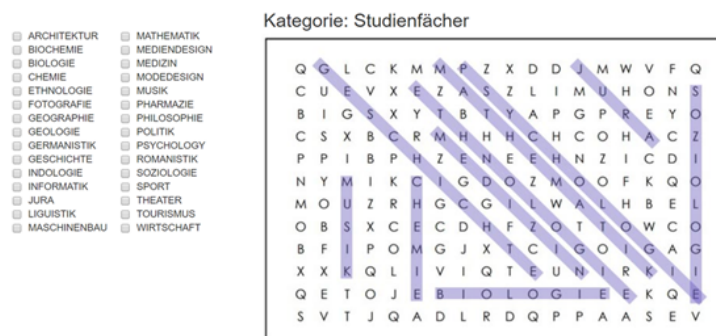 Kategorie: Studienfächer
ARCHITEKTUR
BIOCHEMIE
BIOLOGIE
CHEMIE
ETHNOLOGIE
FOTOGRAFIE
GEOGRAPHIE
GEOLOGIE
GERMANISTIK
GESCHICHTE
INDOLOGIE
INFORMATIK
JURA
LIGUISTIK
MASCHINENBAU
MATHEMATIK
MEDIENDESIGN
MEDIZIN
MODEDESIGN
MUSIK
PHARMAZIE
PHILOSOPHIE
POLITIK
PSYCHOLOGY
ROMANISTIK
SOZIOLOGIE
SPORT
THEATER
TOURISMUS
WIRTSCHAFT
Q G L C K M M P Z X D D J M W V F Q
C U E V X E Z A S Z L I M U H O N S
B I G S X Y T B T Y A P G P R E Y O
C S X B C R M H H H C H C O H A C Z
P P I B P H Z E N E E H N Z I C D I
N Y M I K C I G D O Z M O O F K Q O
M O U Z R H G C G I L W A L H B E L
O B S X C E C D H F Z O T T O W C O
B F I P O M G J X T C I G O I G A G
X X K Q L I V I Q T E U N I R K I I
Q E T O J E B I O L O G I E E K Q E
S V T J Q A D L R D Q P P A A S E V